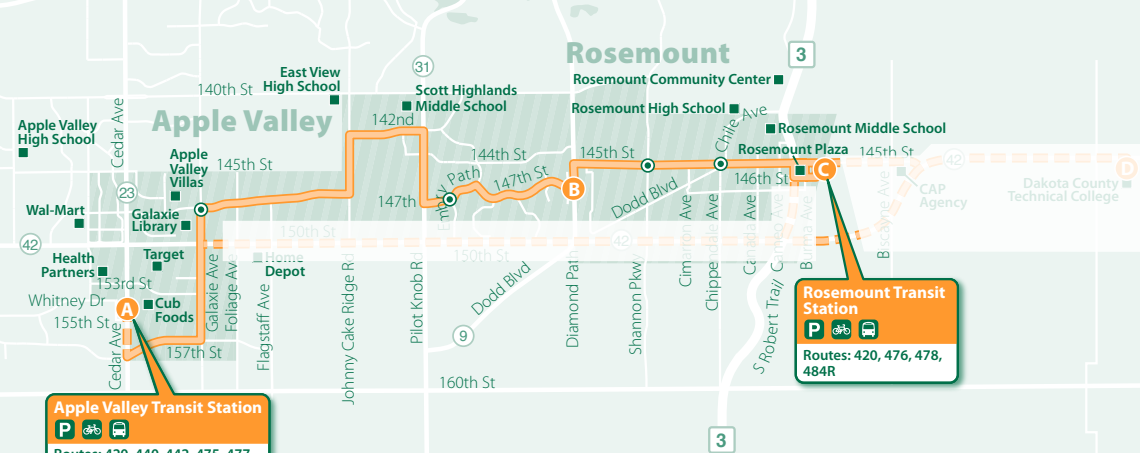 Rosemount
3
31
East View
High School
140th St
Scott Highlands
Middle School
Rosemount Community Center
Rosemount High School
Chile Ave
Apple Valley
142nd
Apple Valley
High School
Cedar Ave
Rosemount Middle School
Rosemount Plaza
Apple
Valley
Villas
145th St
144th St
145th St
145th St
42
C
D
147th St
146th St
B
Dakota County
Technical College
CAP
Agency
23
147th
Dodd Blvd
Wal-Mart
Galaxie
Library
42
150th St
42
150th St
Health
Partners
Target
Home
Depot
153rd St
Whitney Dr
A
Cub
Foods
155th St
157th St
Cedar Ave
Galaxie Ave
Foliage Ave
Flagstaff Ave
Johnny Cake Ridge Rd
Pilot Knob Rd
9
Dodd Blvd
Diamond Path
Shannon Pkwy
Cimarron Ave
Chippendale Ave
Canada Ave
Cameo Ave
Burma Ave
Biscayne Ave
S Robert Trail
160th St
3
Rosemount Transit
Station
P
Routes: 420, 476, 478,
484R
Apple Valley Transit Station
P